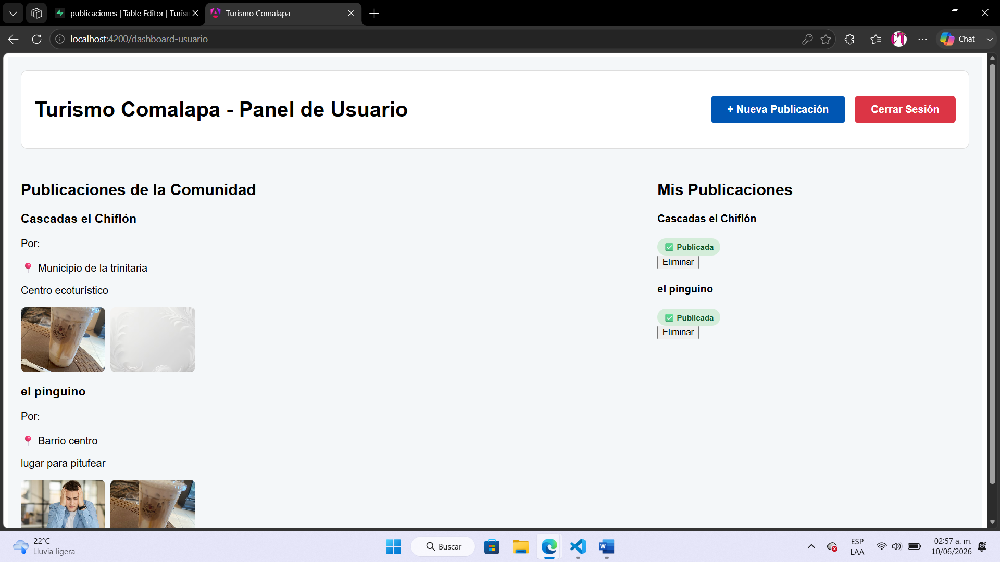 publicaciones | Table Editor | Turisr
Turismo Comalapa
localhost:4200/dashboard-usuario
Chat
Turismo Comalapa - Panel de Usuario
+ Nueva Publicación
Cerrar Sesión
Publicaciones de la Comunidad
Cascadas el Chiflón
Por:
📍 Municipio de la trinitaria
Centro ecoturístico
el pinguino
Por:
📍 Barrio centro
lugar para pitufear
Mis Publicaciones
Cascadas el Chiflón
✅ Publicada
Eliminar
el pinguino
✅ Publicada
Eliminar
22°C
Lluvia ligera
Buscar
ESP
LAA
02:57 a. m.
10/06/2026